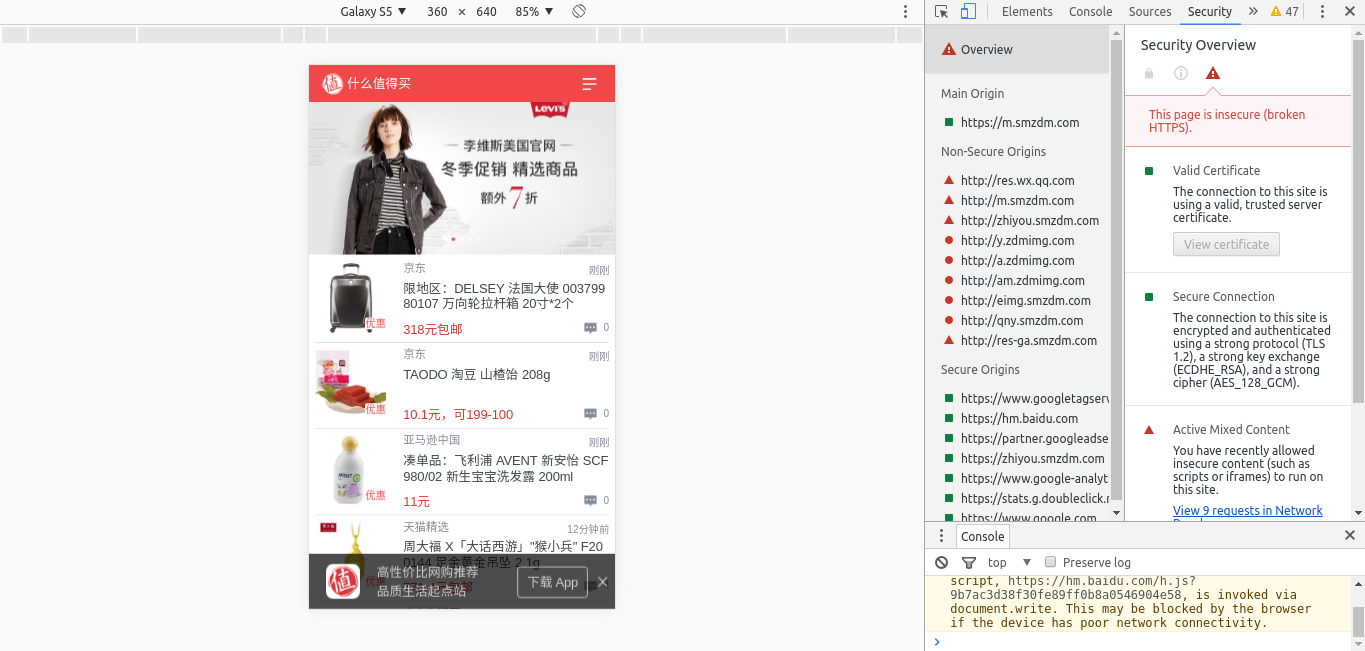 Galaxy S5 ▼ 360 × 640 85% ▼
Elements Console Sources Security » 47
值 什么值得买
Levi's
李维斯美国官网
冬季促销 精选商品
额外7折
京东
刚刚
限地区：DELSEY 法国大使 003799
80107 万向轮拉杆箱 20寸*2个
优惠
318元包邮
0
京东
刚刚
TAODO 淘豆 山楂饴 208g
优惠
10.1元，可199-100
0
亚马逊中国
刚刚
凑单品：飞利浦 AVENT 新安怡 SCF
980/02 新生宝宝洗发露 200ml
优惠
11元
0
天猫精选
12分钟前
周大福 X「大话西游」"猴小兵" F20
0144 足金黄金吊坠 2.1g
值
高性价比网购推荐
品质生活起点站
下载 App
Overview
Main Origin
https://m.smzdm.com
Non-Secure Origins
http://res.wx.qq.com
http://m.smzdm.com
http://zhiyou.smzdm.com
http://y.zdmimg.com
http://a.zdmimg.com
http://am.zdmimg.com
http://eimg.smzdm.com
http://qny.smzdm.com
http://res-ga.smzdm.com
Secure Origins
https://www.googletagserv
https://hm.baidu.com
https://partner.googleadse
https://zhiyou.smzdm.com
https://www.google-analyt
https://stats.g.doubleclick.n
https://www.google.com
Security Overview
This page is insecure (broken
HTTPS).
Valid Certificate
The connection to this site is
using a valid, trusted server
certificate.
View certificate
Secure Connection
The connection to this site is
encrypted and authenticated
using a strong protocol (TLS
1.2), a strong key exchange
(ECDHE_RSA), and a strong
cipher (AES_128_GCM).
Active Mixed Content
You have recently allowed
insecure content (such as
scripts or iframes) to run on
this site.
View 9 requests in Network
Console
top ▼ Preserve log
script, https://hm.baidu.com/h.js?
9b7ac3d38f30fe89ff0b8a0546904e58, is invoked via
document.write. This may be blocked by the browser
if the device has poor network connectivity.